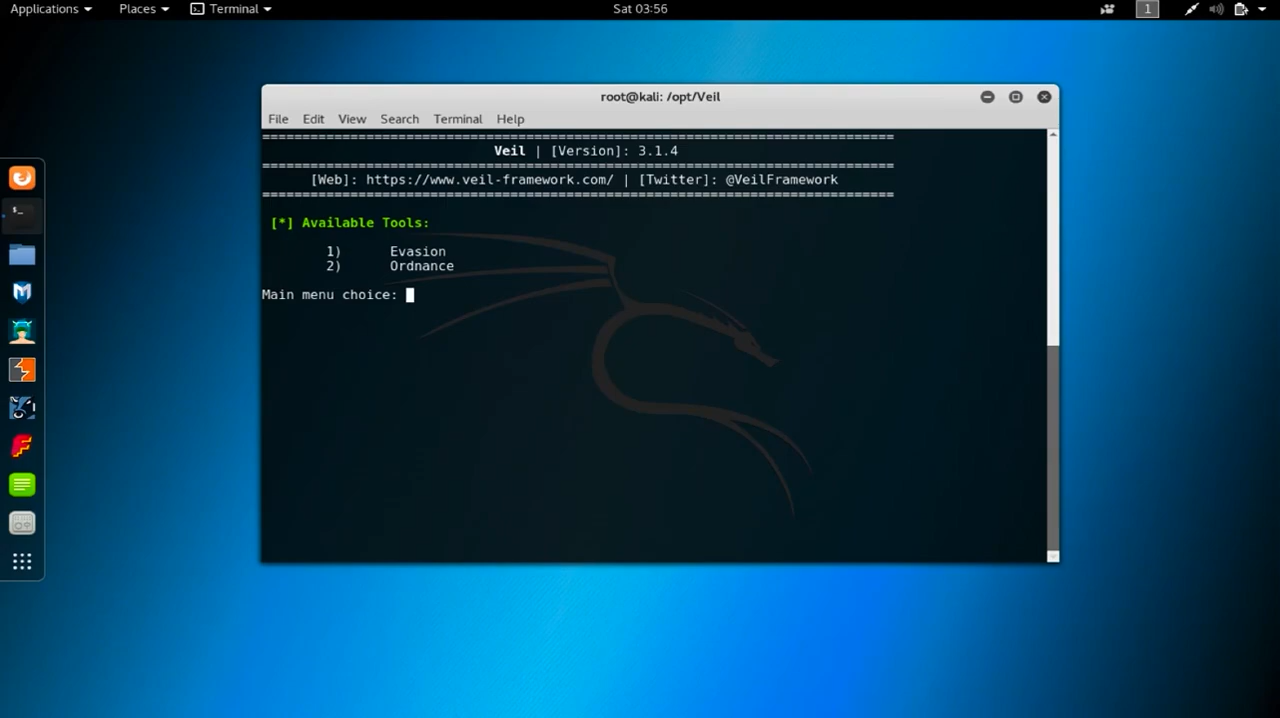 Applications Places Terminal Sat 03:56 1
root@kali: /opt/Veil
File Edit View Search Terminal Help
===============================================================================
Veil | [Version]: 3.1.4
===============================================================================
[Web]: https://www.veil-framework.com/ | [Twitter]: @VeilFramework
===============================================================================
[*] Available Tools:
1) Evasion
2) Ordnance
Main menu choice: